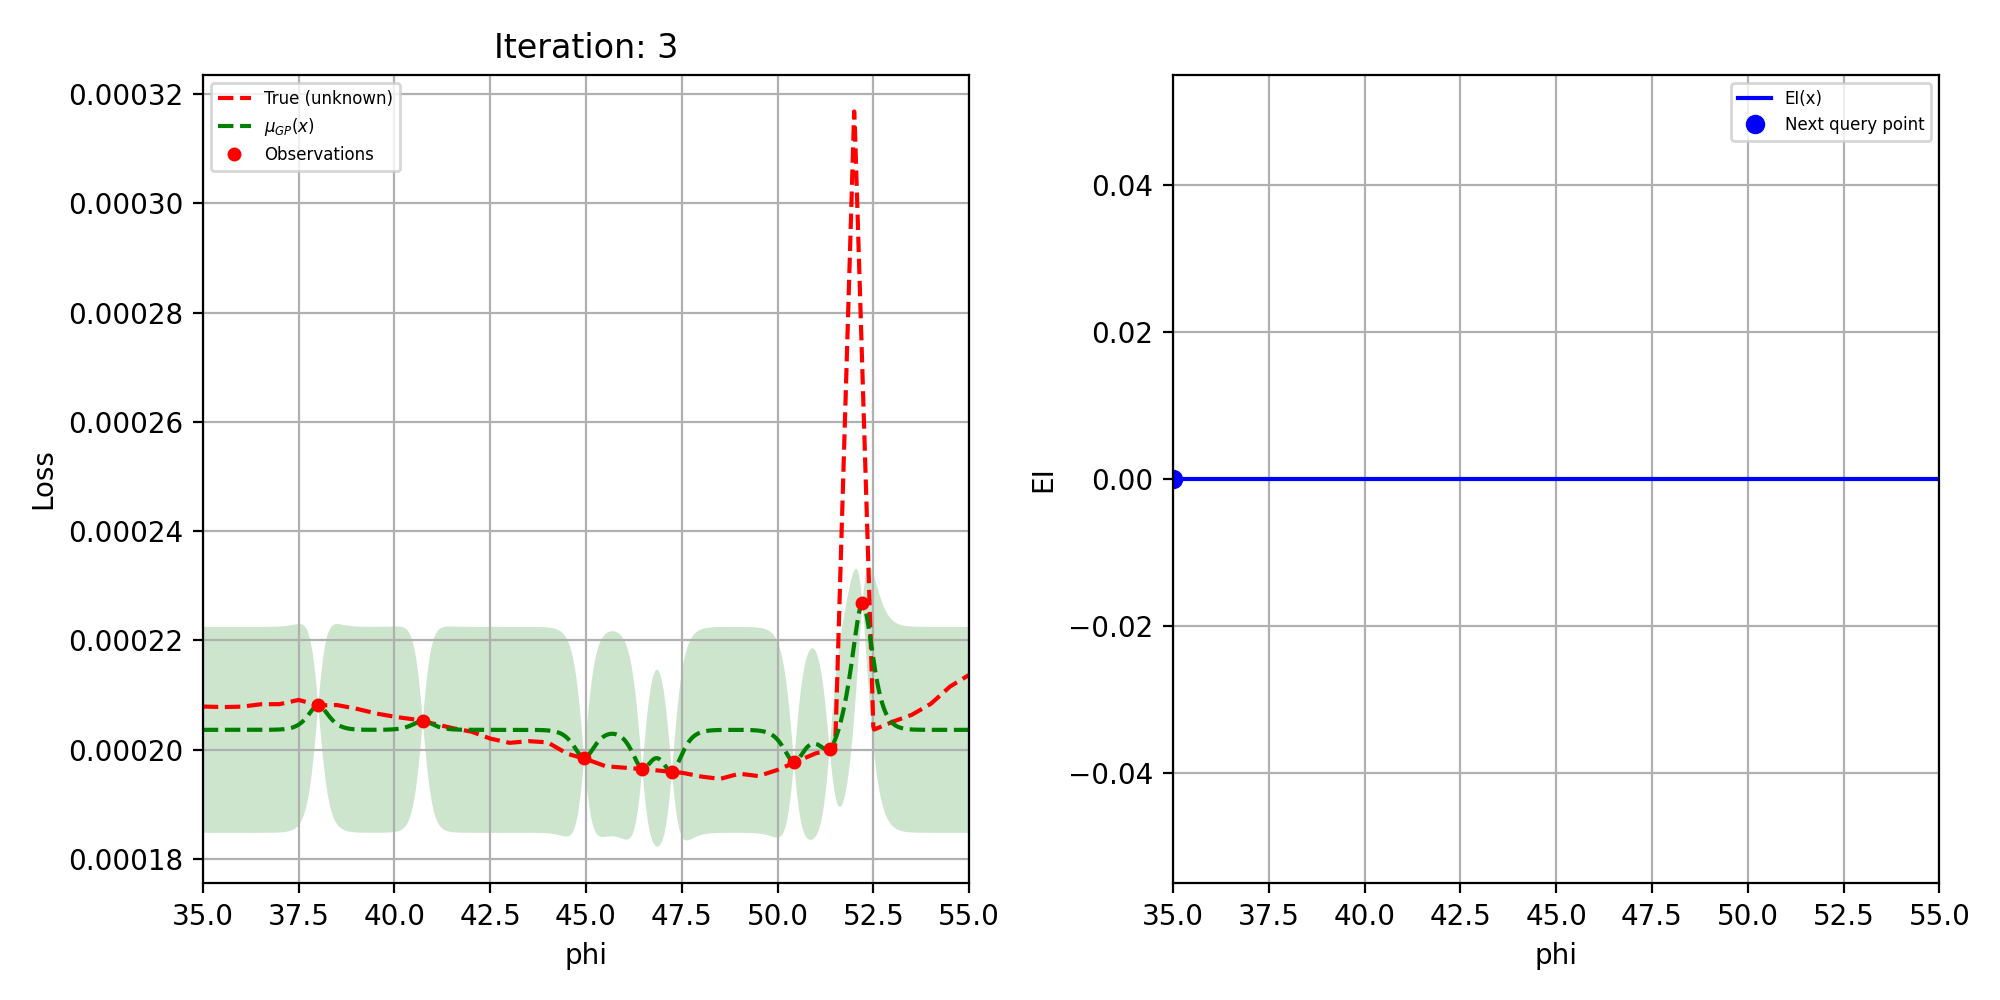 Iteration: 3
True (unknown)
μGP(x)
Observations
0.00032
0.00030
0.00028
0.00026
0.00024
0.00022
0.00020
0.00018
Loss
35.0 37.5 40.0 42.5 45.0 47.5 50.0 52.5 55.0
phi
EI(x)
Next query point
0.04
0.02
0.00
−0.02
−0.04
EI
35.0 37.5 40.0 42.5 45.0 47.5 50.0 52.5 55.0
phi